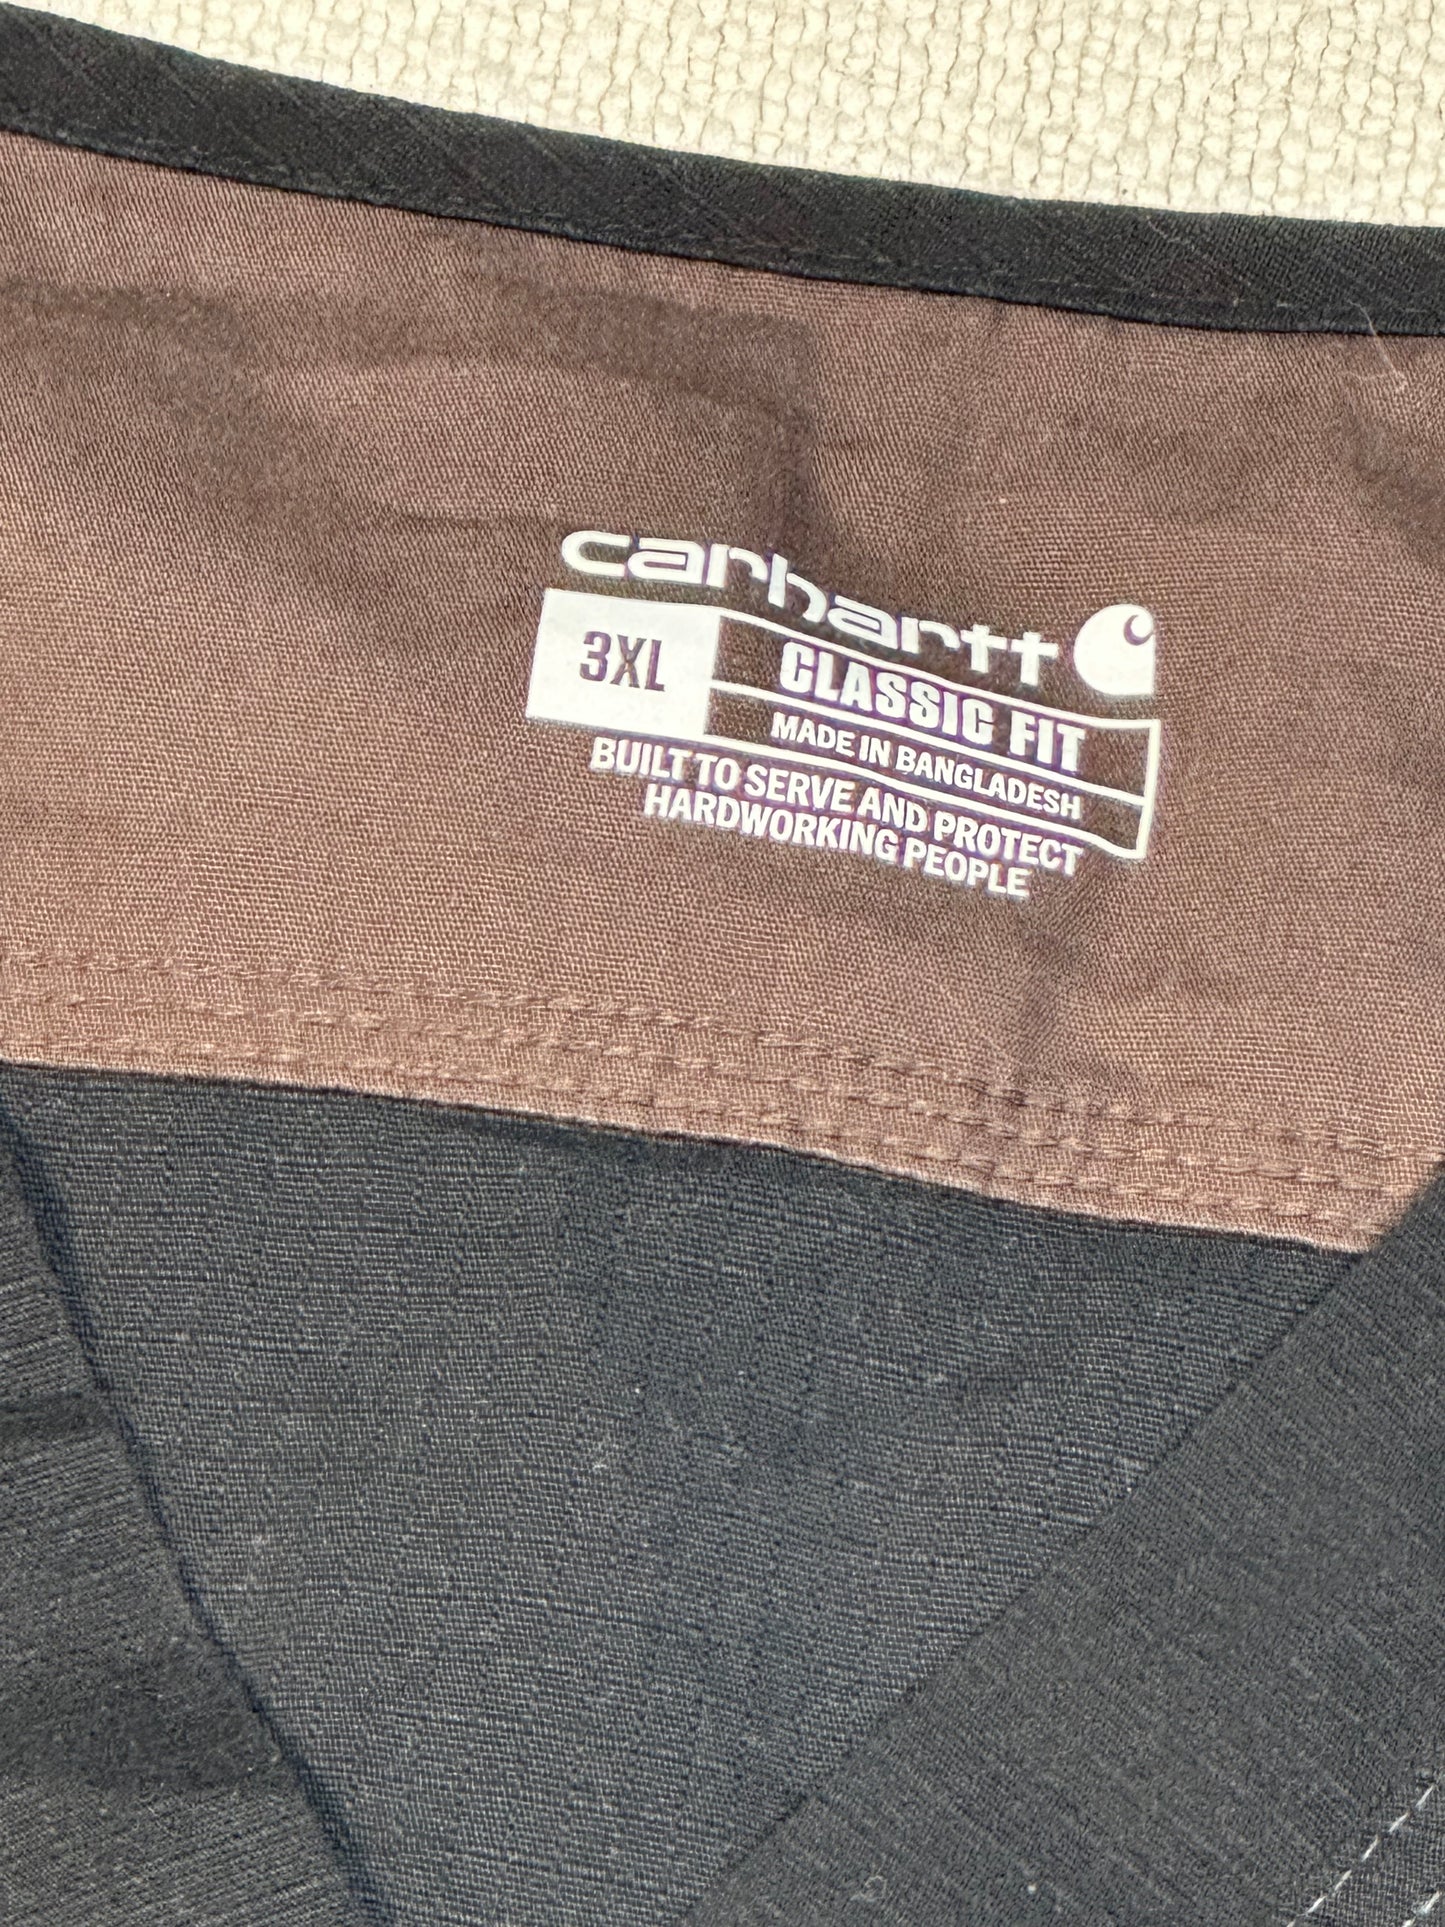 carhartt
3XL
CLASSIC FIT
MADE IN BANGLADESH
BUILT TO SERVE AND PROTECT
HARDWORKING PEOPLE